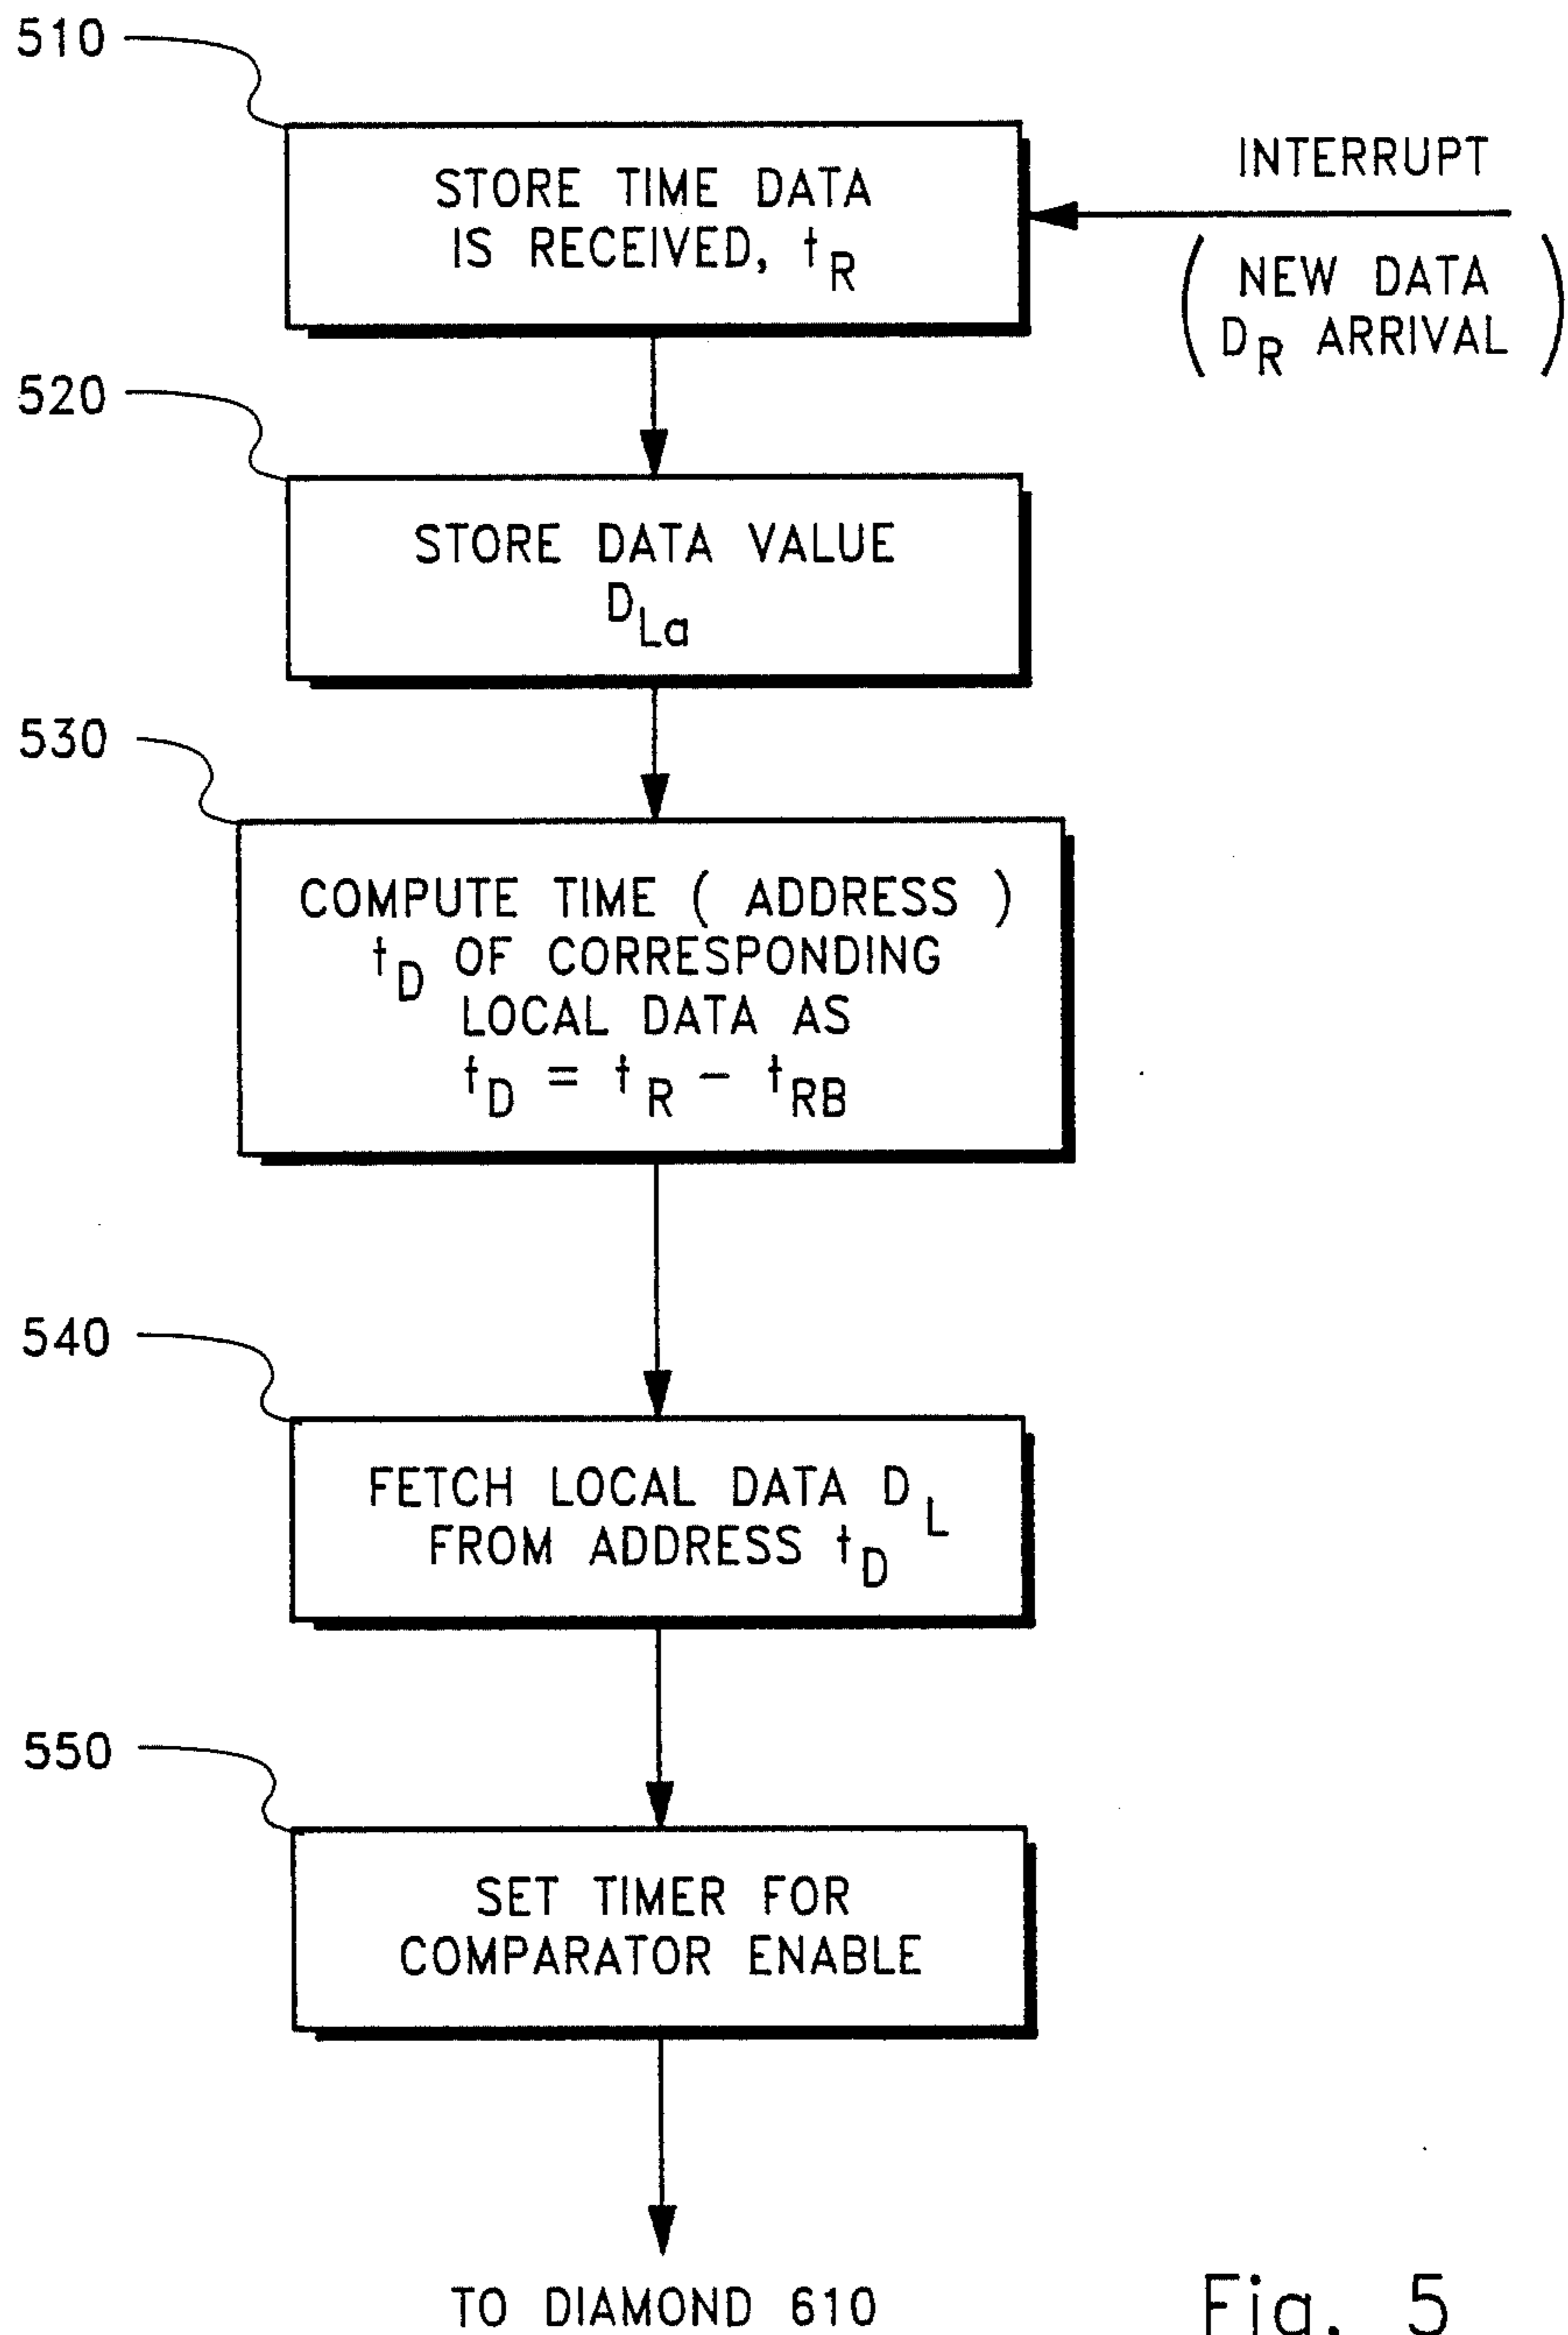 510
STORE TIME DATA
IS RECEIVED, tR
INTERRUPT
( NEW DATA
DR ARRIVAL )
520
STORE DATA VALUE
DLa
530
COMPUTE TIME ( ADDRESS )
tD OF CORRESPONDING
LOCAL DATA AS
tD = tR - tRB
540
FETCH LOCAL DATA DL
FROM ADDRESS tD
550
SET TIMER FOR
COMPARATOR ENABLE
TO DIAMOND 610
Fig. 5